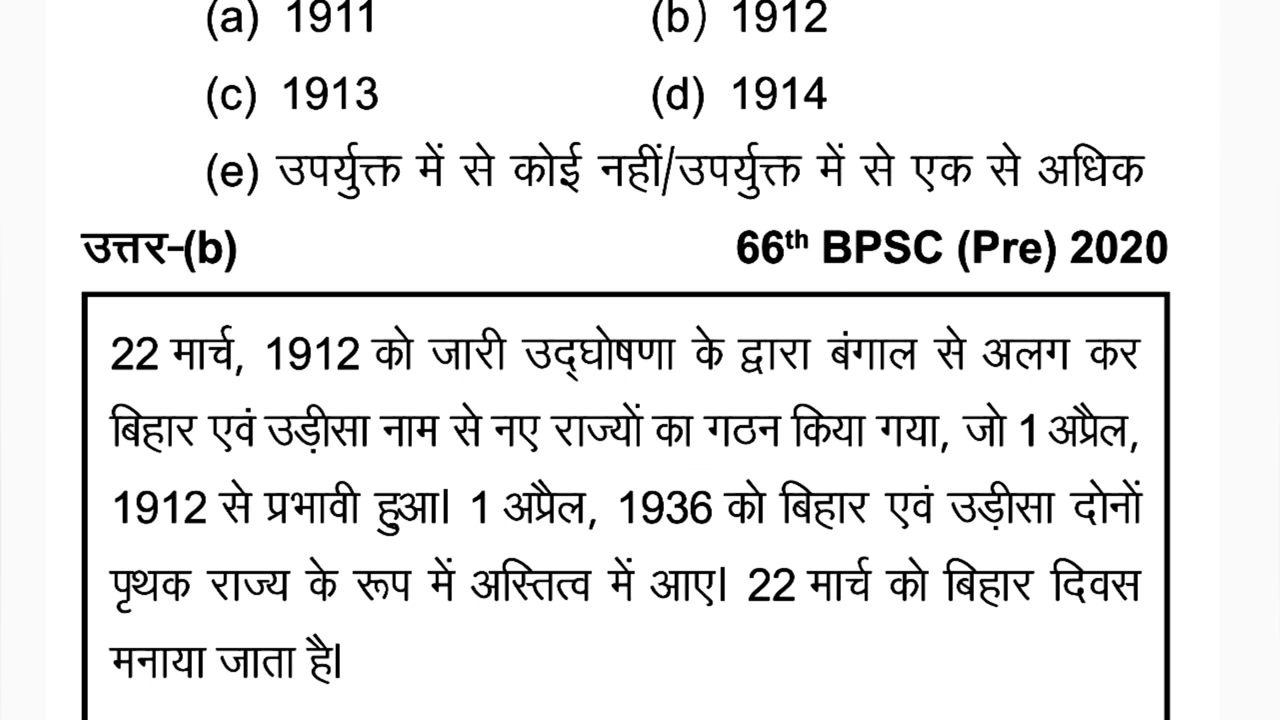 (a) 1911 (b) 1912
(c) 1913 (d) 1914
(e) उपर्युक्त में से कोई नहीं/उपर्युक्त में से एक से अधिक
उत्तर-(b) 66th BPSC (Pre) 2020
22 मार्च, 1912 को जारी उद्घोषणा के द्वारा बंगाल से अलग कर
बिहार एवं उड़ीसा नाम से नए राज्यों का गठन किया गया, जो 1 अप्रैल,
1912 से प्रभावी हुआ। 1 अप्रैल, 1936 को बिहार एवं उड़ीसा दोनों
पृथक राज्य के रूप में अस्तित्व में आए। 22 मार्च को बिहार दिवस
मनाया जाता है।